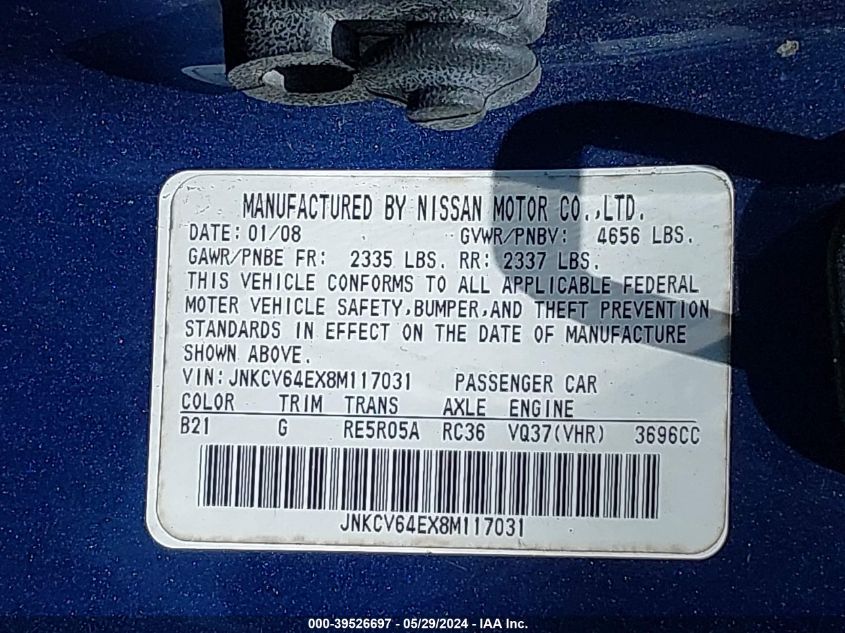 MANUFACTURED BY NISSAN MOTOR CO.,LTD.
DATE: 01/08 GVWR/PNBV: 4656 LBS.
GAWR/PNBE FR: 2335 LBS. RR: 2337 LBS.
THIS VEHICLE CONFORMS TO ALL APPLICABLE FEDERAL
MOTER VEHICLE SAFETY,BUMPER,AND THEFT PREVENTION
STANDARDS IN EFFECT ON THE DATE OF MANUFACTURE
SHOWN ABOVE.
VIN:JNKCV64EX8M117031 PASSENGER CAR
COLOR TRIM TRANS AXLE ENGINE
B21 G RE5R05A RC36 VQ37(VHR) 3696CC
JNKCV64EX8M117031
000-39526697 - 05/29/2024 - IAA Inc.